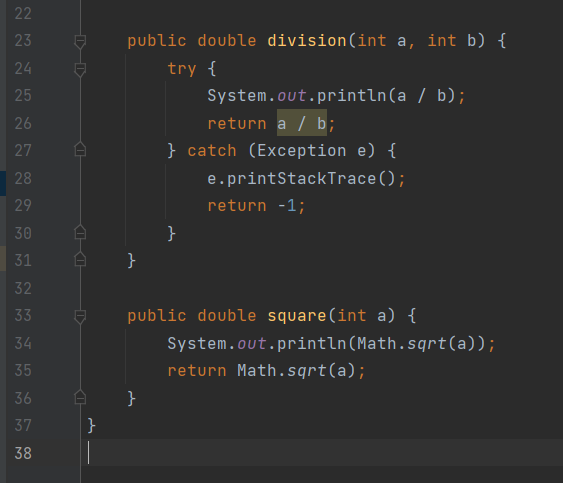 22
23 public double division(int a, int b) {
24 try {
25 System.out.println(a / b);
26 return a / b;
27 } catch (Exception e) {
28 e.printStackTrace();
29 return -1;
30 }
31 }
32
33 public double square(int a) {
34 System.out.println(Math.sqrt(a));
35 return Math.sqrt(a);
36 }
37 }
38